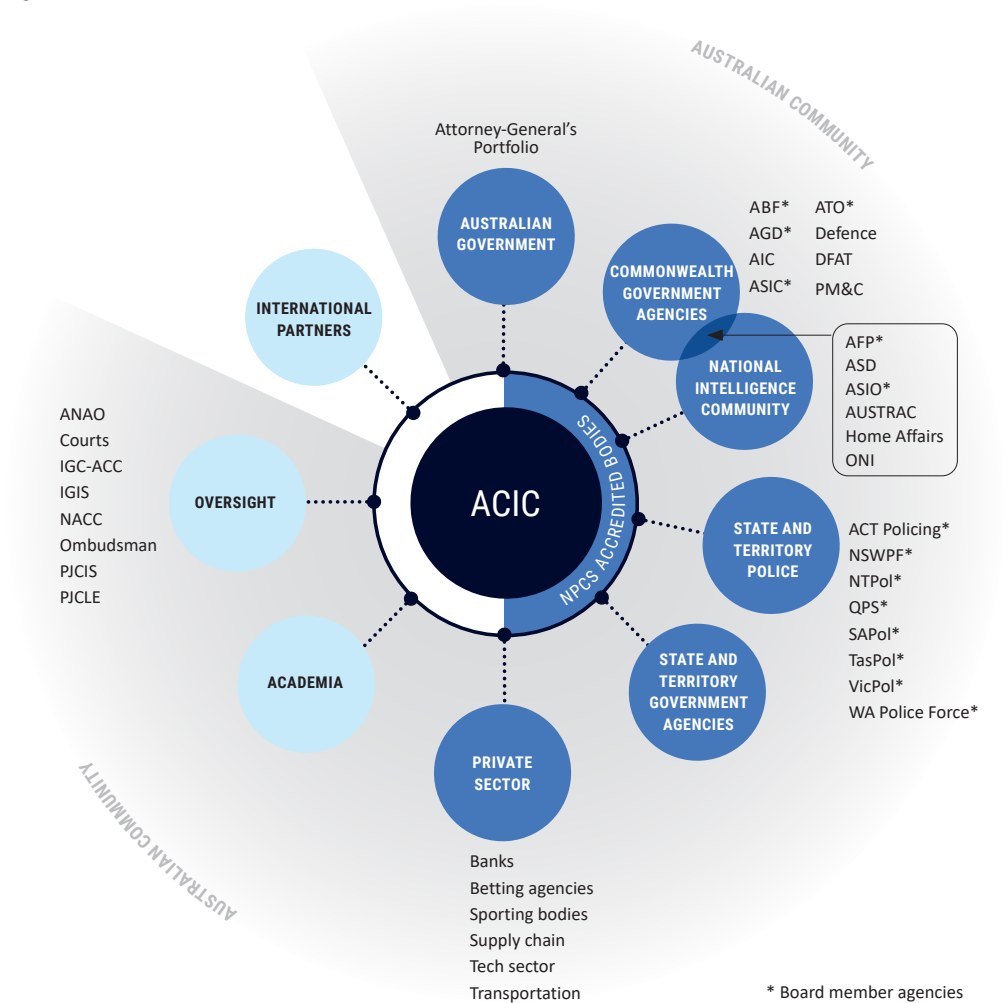 AUSTRALIAN COMMUNITY
Attorney-General's
Portfolio
AUSTRALIAN
GOVERNMENT
ABF*
AGD*
AIC
ASIC*
ATO*
Defence
DFAT
PM&C
COMMONWEALTH
GOVERNMENT
AGENCIES
INTERNATIONAL
PARTNERS
NATIONAL
INTELLIGENCE
COMMUNITY
AFP*
ASD
ASIO*
AUSTRAC
Home Affairs
ONI
ANAO
Courts
IGC-ACC
IGIS
NACC
Ombudsman
PJCIS
PJCLE
OVERSIGHT
ACIC
NPCS ACCREDITED BODIES
STATE AND
TERRITORY
POLICE
ACT Policing*
NSWPF*
NTPol*
QPS*
SAPol*
TasPol*
VicPol*
WA Police Force*
ACADEMIA
STATE AND
TERRITORY
GOVERNMENT
AGENCIES
PRIVATE
SECTOR
AUSTRALIAN COMMUNITY
Banks
Betting agencies
Sporting bodies
Supply chain
Tech sector
Transportation
* Board member agencies